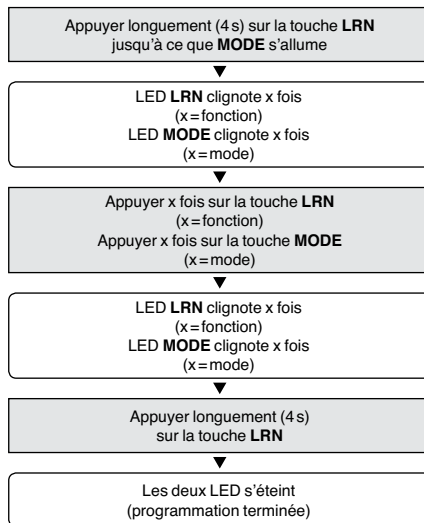 Appuyer longuement (4 s) sur la touche LRN
jusqu'à ce que MODE s'allume
LED LRN clignote x fois
(x = fonction)
LED MODE clignote x fois
(x = mode)
Appuyer x fois sur la touche LRN
(x = fonction)
Appuyer x fois sur la touche MODE
(x = mode)
LED LRN clignote x fois
(x = fonction)
LED MODE clignote x fois
(x = mode)
Appuyer longuement (4 s)
sur la touche LRN
Les deux LED s'éteint
(programmation terminée)